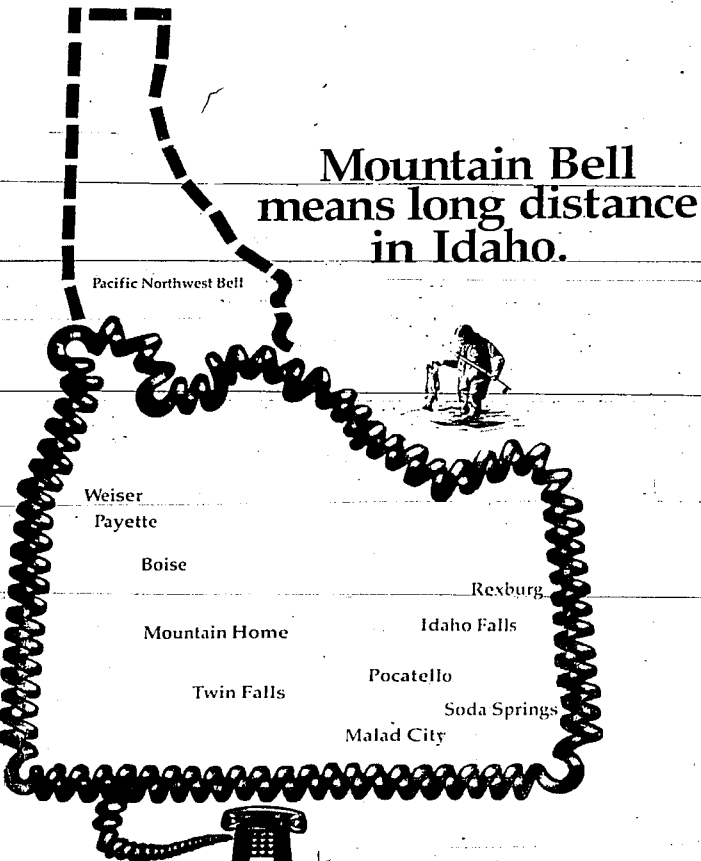 Mountain Bell
means long distance
in Idaho.
Pacific Northwest Bell
Weiser
Payette
Boise
Rexburg
Mountain Home
Idaho Falls
Pocatello
Twin Falls
Soda Springs
Malad City